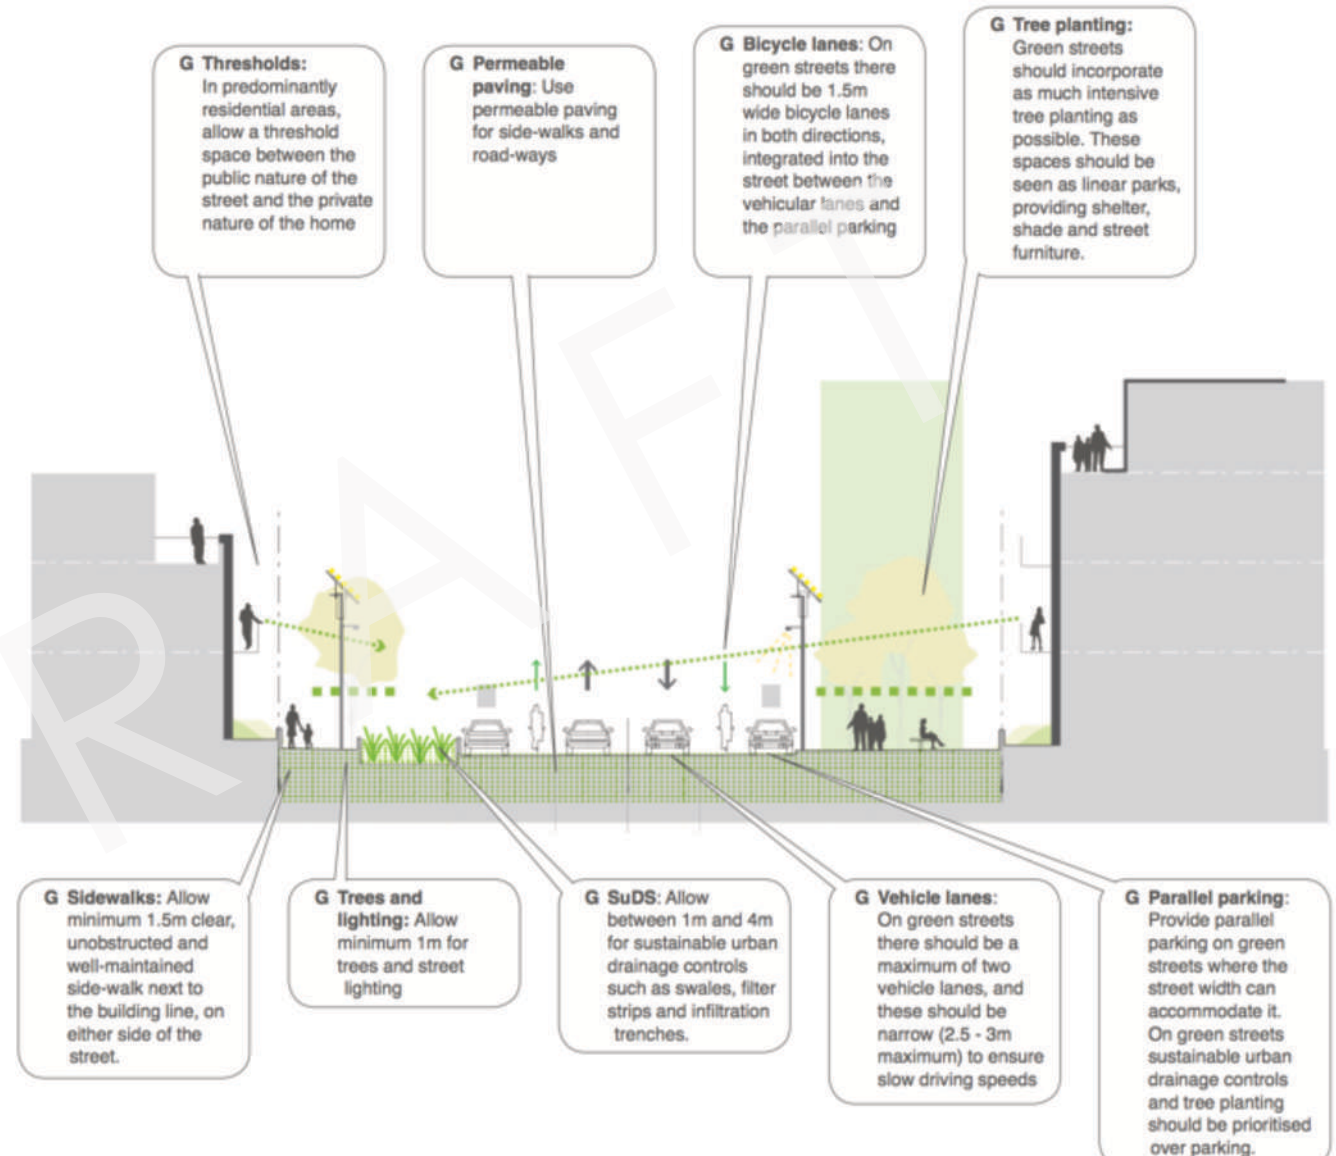 G Thresholds:
In predominantly
residential areas,
allow a threshold
space between the
public nature of the
street and the private
nature of the home
G Permeable
paving: Use
permeable paving
for side-walks and
road-ways
G Bicycle lanes: On
green streets there
should be 1.5m
wide bicycle lanes
in both directions,
integrated into the
street between the
vehicular lanes and
the parallel parking
G Tree planting:
Green streets
should incorporate
as much intensive
tree planting as
possible. These
spaces should be
seen as linear parks,
providing shelter,
shade and street
furniture.
RAFT
G Sidewalks: Allow
minimum 1.5m clear,
unobstructed and
well-maintained
side-walk next to
the building line, on
either side of the
street.
G Trees and
lighting: Allow
minimum 1m for
trees and street
lighting
G SuDS: Allow
between 1m and 4m
for sustainable urban
drainage controls
such as swales, filter
strips and infiltration
trenches.
G Vehicle lanes:
On green streets
there should be a
maximum of two
vehicle lanes, and
these should be
narrow (2.5 - 3m
maximum) to ensure
slow driving speeds
G Parallel parking:
Provide parallel
parking on green
streets where the
street width can
accommodate it.
On green streets
sustainable urban
drainage controls
and tree planting
should be prioritised
over parking.